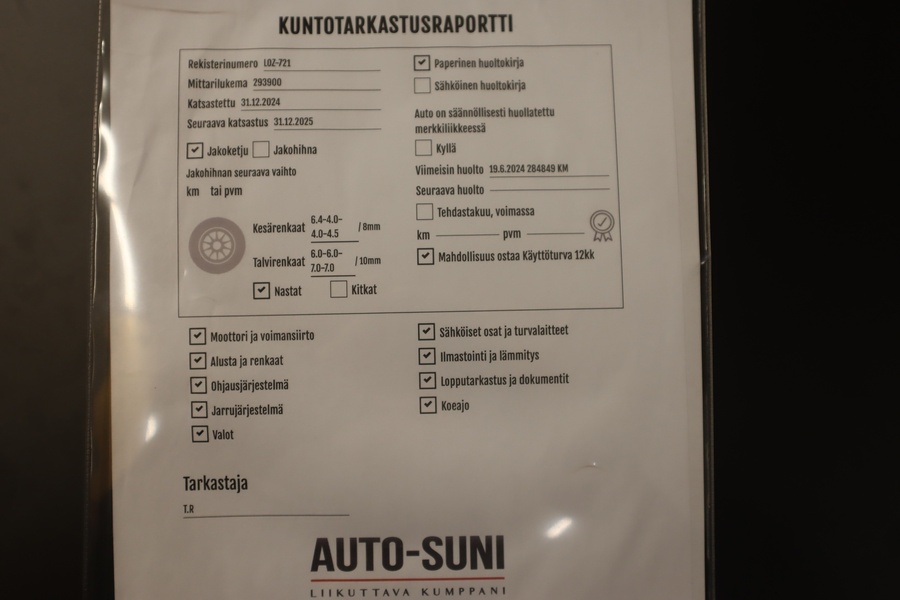 KUNTOTARKASTUSRAPORTTI
Rekisterinumero LOZ-721
Mittarilukema 293900
Katsastettu 31.12.2024
Seuraava katsastus 31.12.2025
Jakoketju Jakohihna
Jakohihnan seuraava vaihto
km tai pvm
Kesärenkaat 6.4-4.0-
4.0-4.5 / 8mm
Talvirenkaat 6.0-6.0-
7.0-7.0 / 10mm
Nastat Kitkat
Paperinen huoltokirja
Sähköinen huoltokirja
Auto on säännöllisesti huollatettu
merkkiliikkeessä
Kyllä
Viimeisin huolto 19.6.2024 284849 KM
Seuraava huolto
Tehdastakuu, voimassa
km pvm
Mahdollisuus ostaa Käyttöturva 12kk
Moottori ja voimansiirto
Alusta ja renkaat
Ohjausjärjestelmä
Jarrujärjestelmä
Valot
Sähköiset osat ja turvalaitteet
Ilmastointi ja lämmitys
Lopputarkastus ja dokumentit
Koeajo
Tarkastaja
T.R
AUTO-SUNI
LIIKUTTAVA KUMPPANI